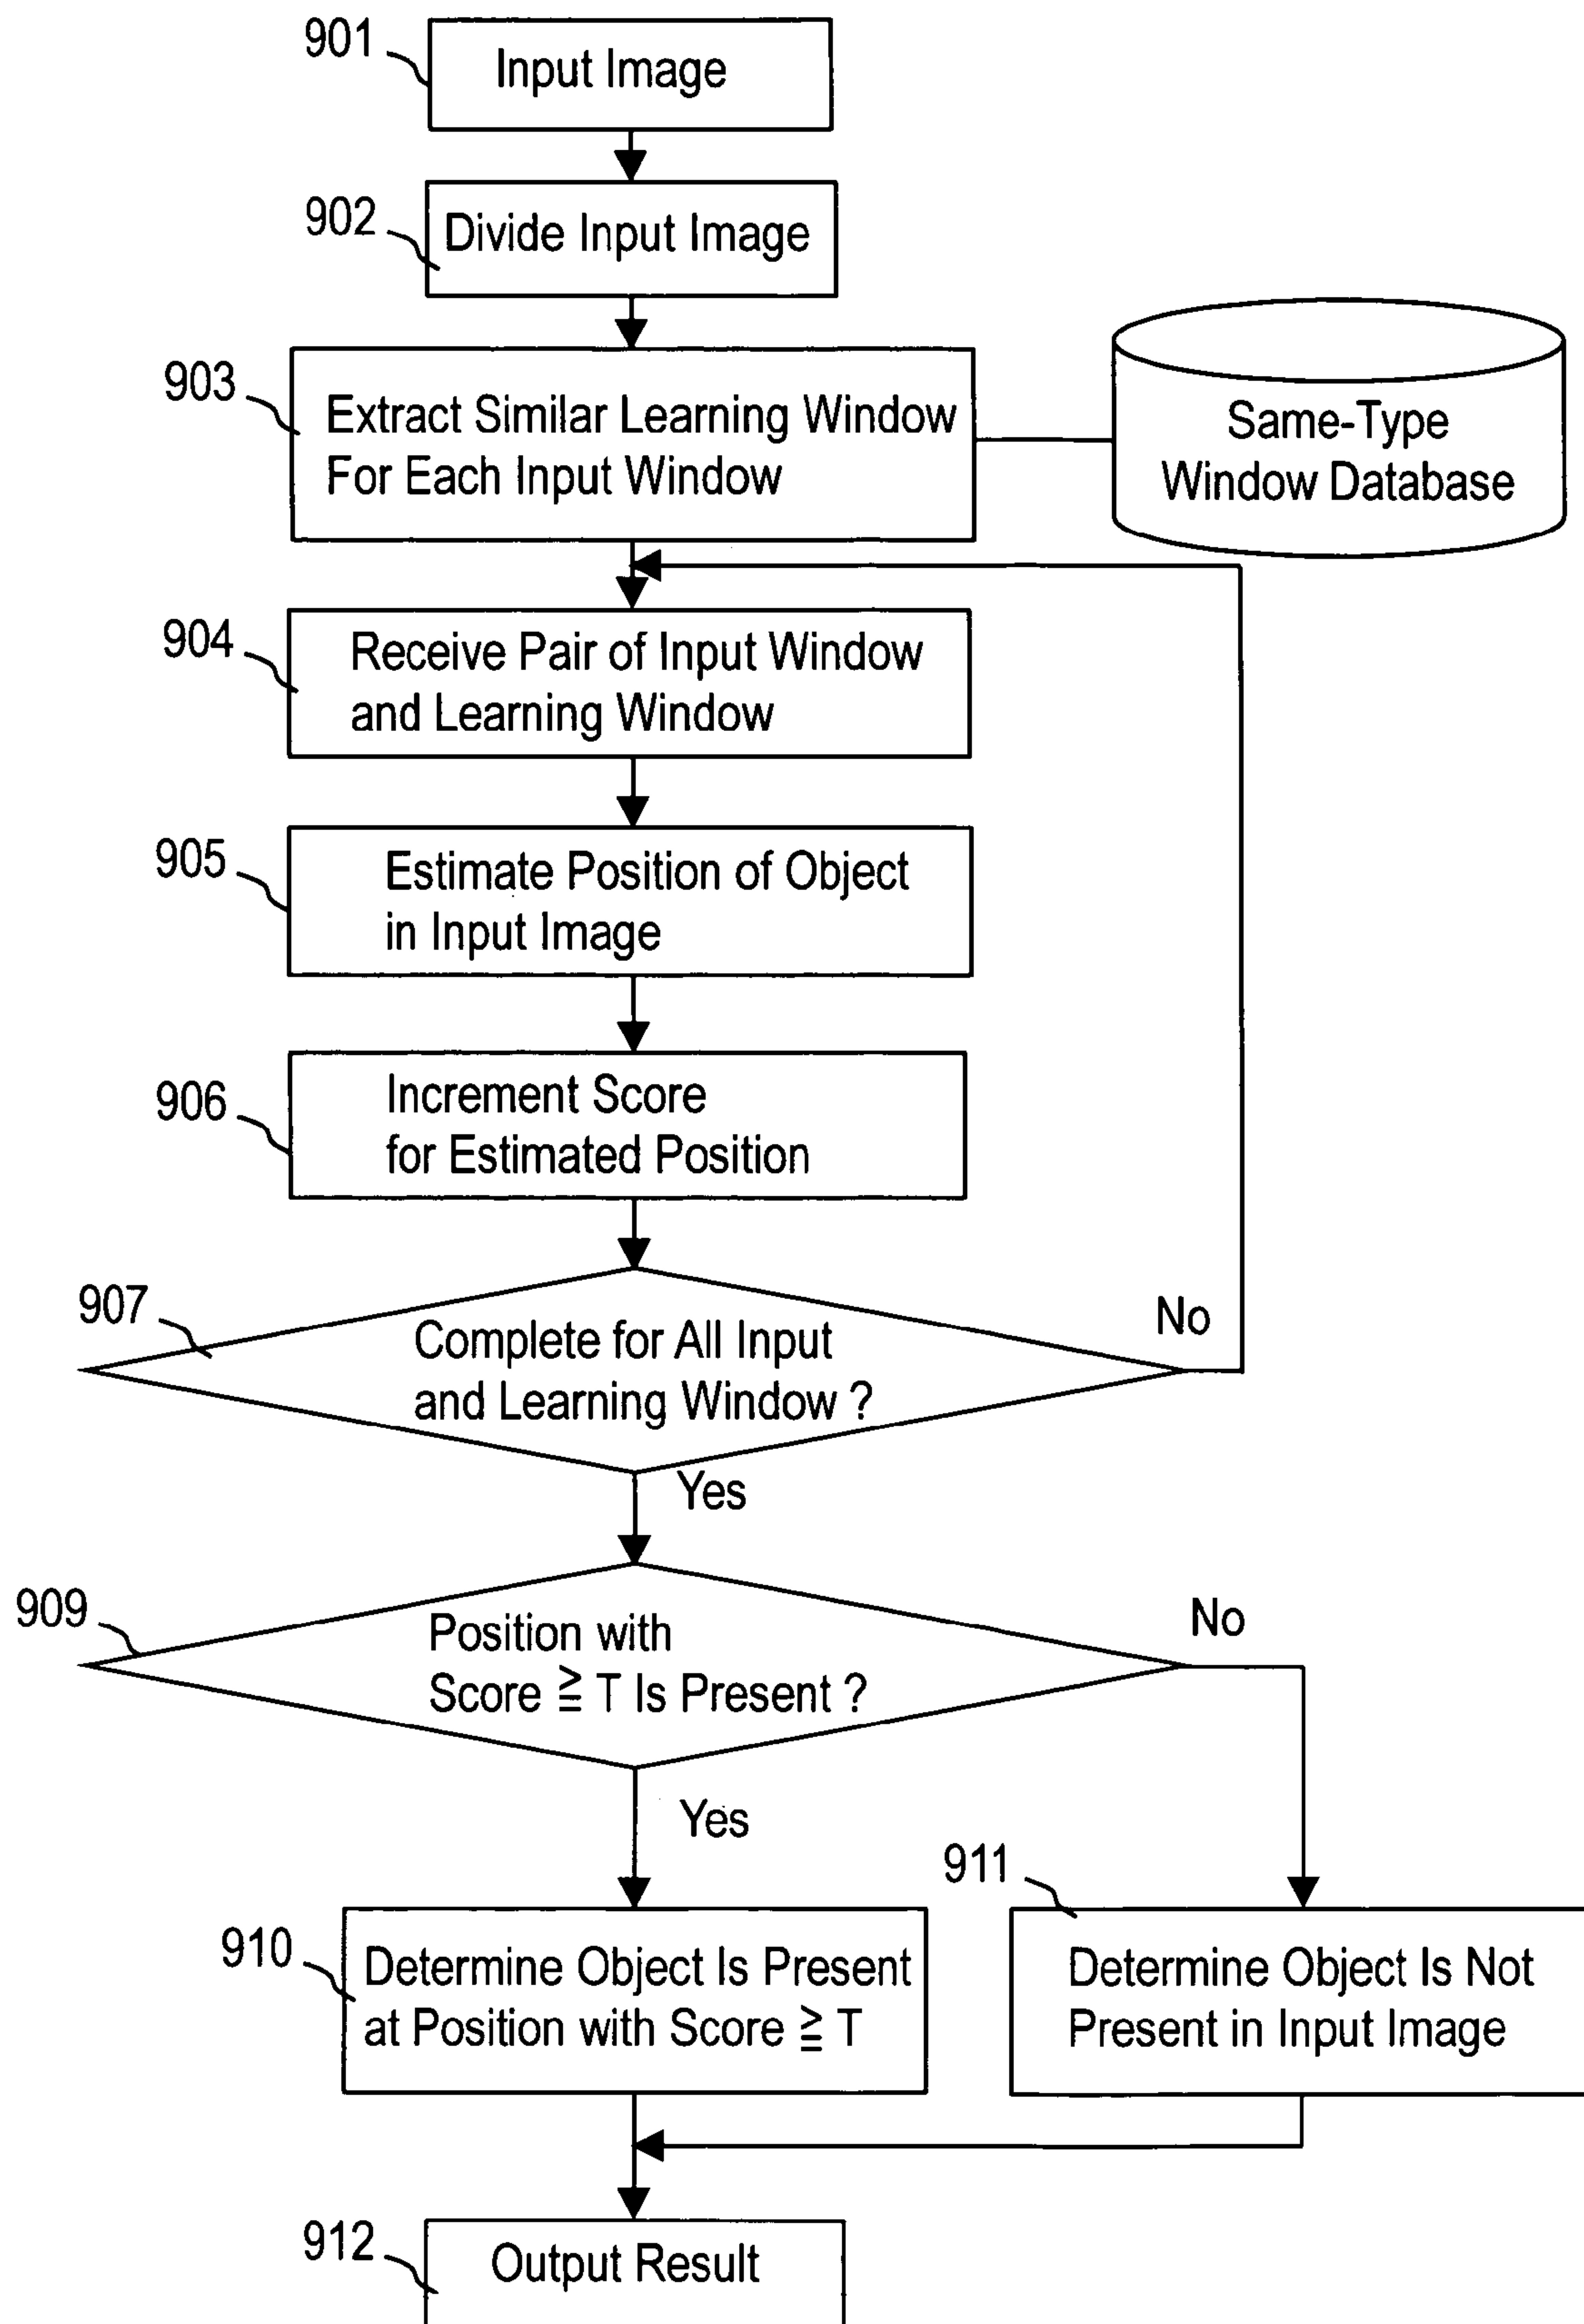 901
Input Image
902
Divide Input Image
903
Extract Similar Learning Window
For Each Input Window
Same-Type
Window Database
904
Receive Pair of Input Window
and Learning Window
905
Estimate Position of Object
in Input Image
906
Increment Score
for Estimated Position
907
Complete for All Input
and Learning Window ?
No
Yes
909
Position with
Score ≧ T Is Present ?
No
Yes
910
Determine Object Is Present
at Position with Score ≧ T
911
Determine Object Is Not
Present in Input Image
912
Output Result